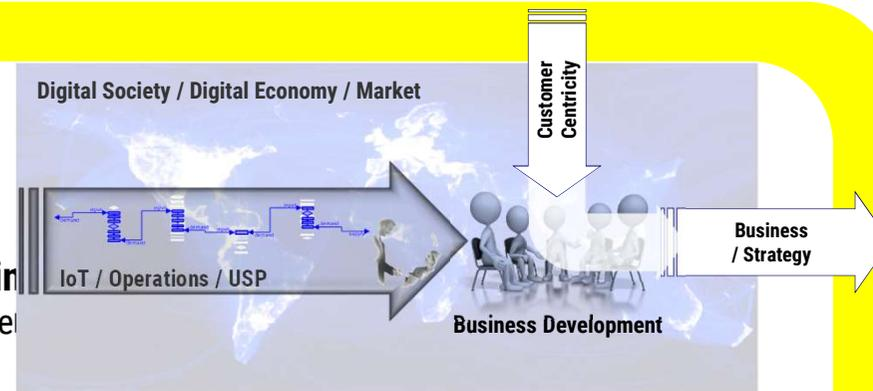 Digital Society / Digital Economy / Market
Customer
Centricity
IoT / Operations / USP
Business
/ Strategy
Business Development